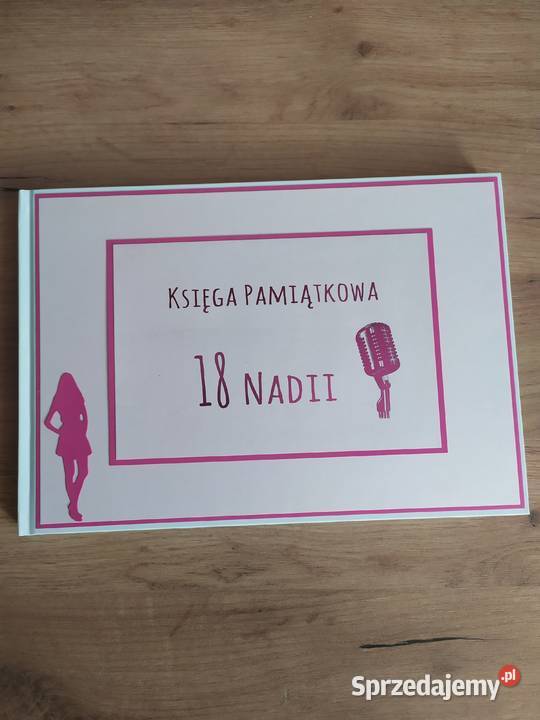 Księga Pamiątkowa
18 Nadii
Sprzedajemy.pl